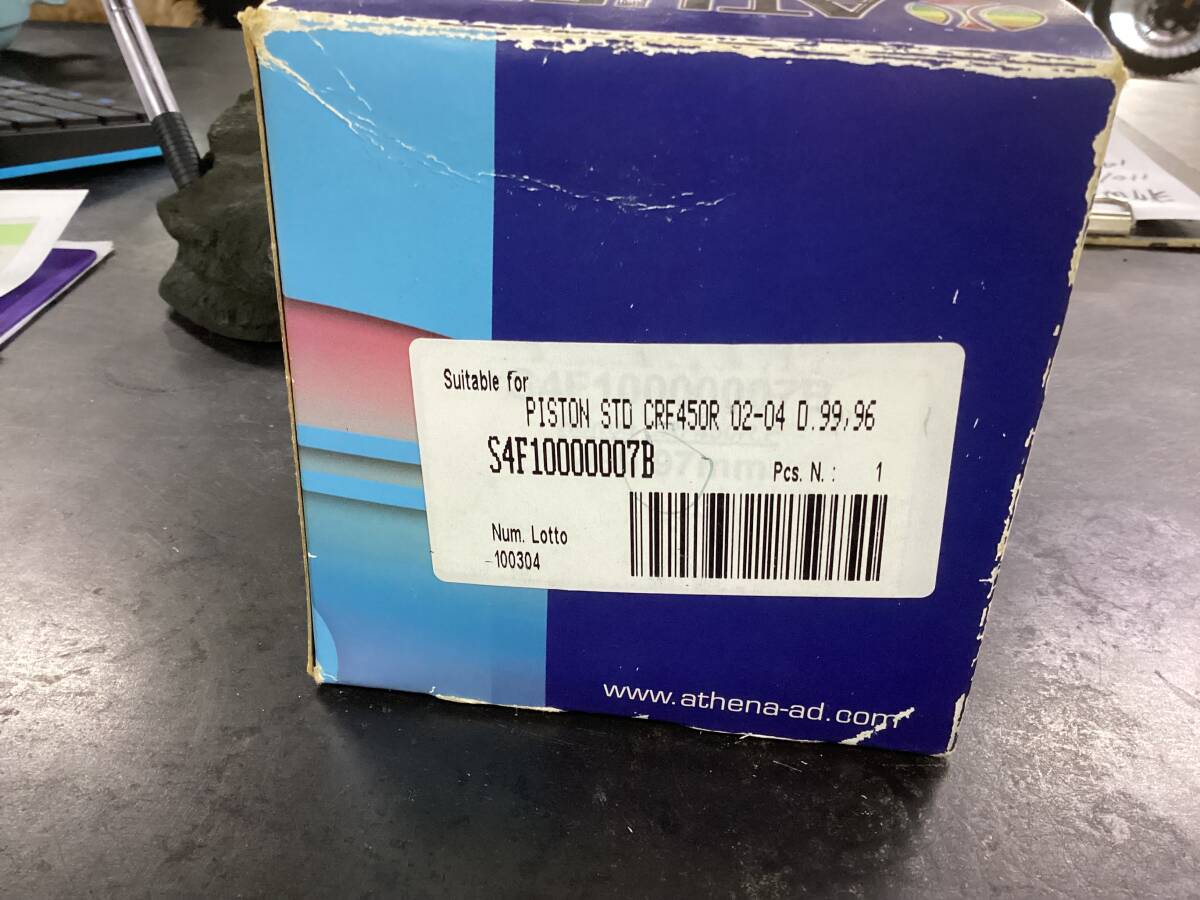 Suitable for
PISTON STD CRF450R 02-04 D.99,96
S4F10000007B
Pcs. N. : 1
Num. Lotto
-100304
www.athena-ad.com